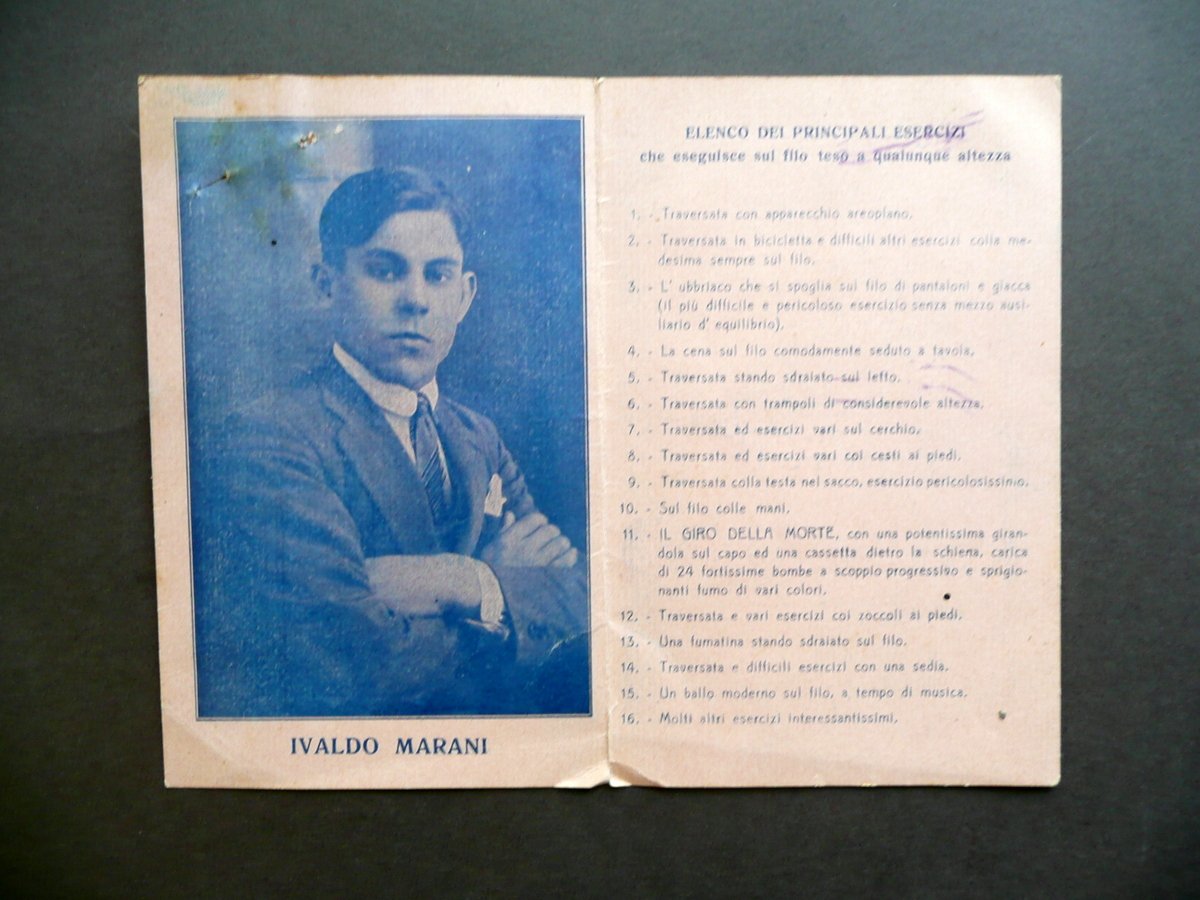 IVALDO MARANI
ELENCO DEI PRINCIPALI ESERCIZI
che eseguisce sul filo teso a qualunque altezza
1. - Traversata con apparecchio areoplano.
2. - Traversata in bicicletta e difficili altri esercizi colla me-
desima sempre sul filo.
3. - L' ubbriaco che si spoglia sul filo di pantaloni e giacca
(il più difficile e pericoloso esercizio senza mezzo ausi-
liario d' equilibrio).
4. - La cena sul filo comodamente seduto a tavola.
5. - Traversata stando sdraiato sul letto.
6. - Traversata con trampoli di considerevole altezza.
7. - Traversata ed esercizi vari sul cerchio.
8. - Traversata ed esercizi vari coi cesti ai piedi.
9. - Traversata colla testa nel sacco, esercizio pericolosissimo.
10. - Sul filo colle mani.
11. - IL GIRO DELLA MORTE, con una potentissima giran-
dola sul capo ed una cassetta dietro la schiena, carica
di 24 fortissime bombe a scoppio progressivo e sprigio-
nanti fumo di vari colori.
12. - Traversata e vari esercizi coi zoccoli ai piedi.
13. - Una fumatina stando sdraiato sul filo.
14. - Traversata e difficili esercizi con una sedia.
15. - Un ballo moderno sul filo, a tempo di musica.
16. - Molti altri esercizi interessantissimi.